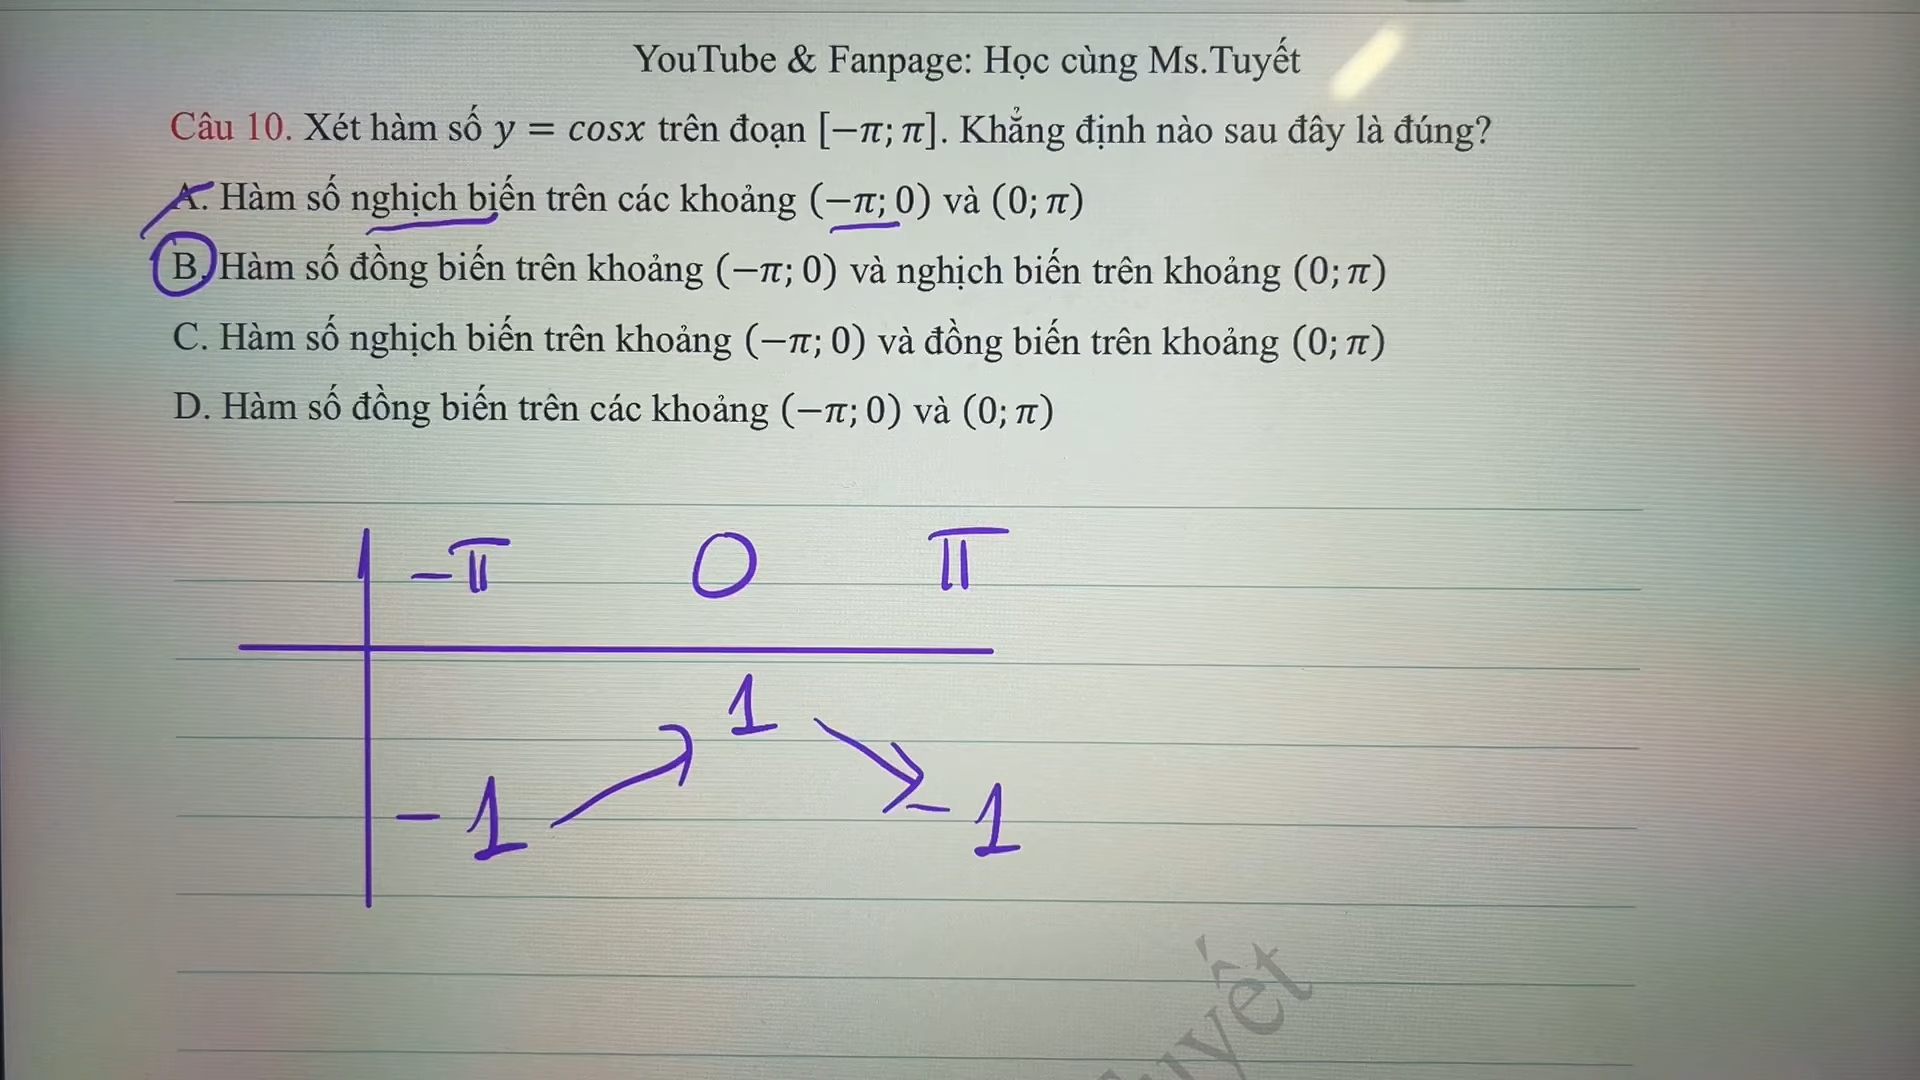 YouTube & Fanpage: Học cùng Ms.Tuyết
Câu 10. Xét hàm số y = cosx trên đoạn [−π; π]. Khẳng định nào sau đây là đúng?
A. Hàm số nghịch biến trên các khoảng (−π; 0) và (0; π)
B. Hàm số đồng biến trên khoảng (−π; 0) và nghịch biến trên khoảng (0; π)
C. Hàm số nghịch biến trên khoảng (−π; 0) và đồng biến trên khoảng (0; π)
D. Hàm số đồng biến trên các khoảng (−π; 0) và (0; π)
−π 0 π
1
−1 −1
Tuyết